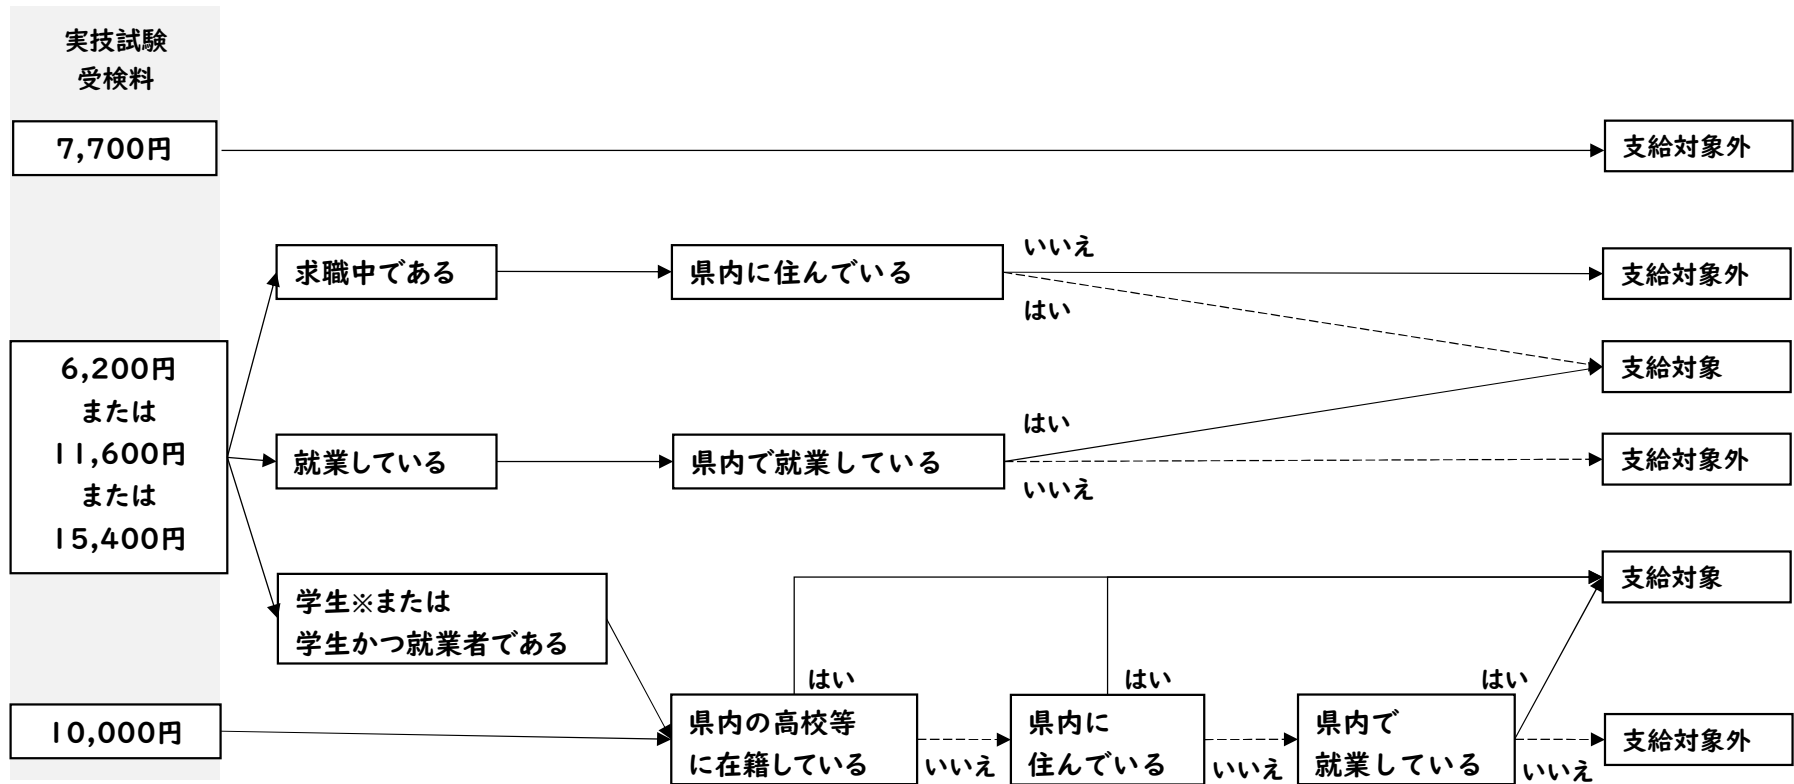 実技試験
受検料
7,700円
支給対象外
求職中である
県内に住んでいる
いいえ
はい
支給対象外
6,200円
または
11,600円
または
15,400円
支給対象
就業している
県内で就業している
はい
いいえ
支給対象外
学生※または
学生かつ就業者である
支給対象
10,000円
県内の高校等
に在籍している
はい
いいえ
県内に
住んでいる
はい
いいえ
県内で
就業している
はい
いいえ
支給対象外